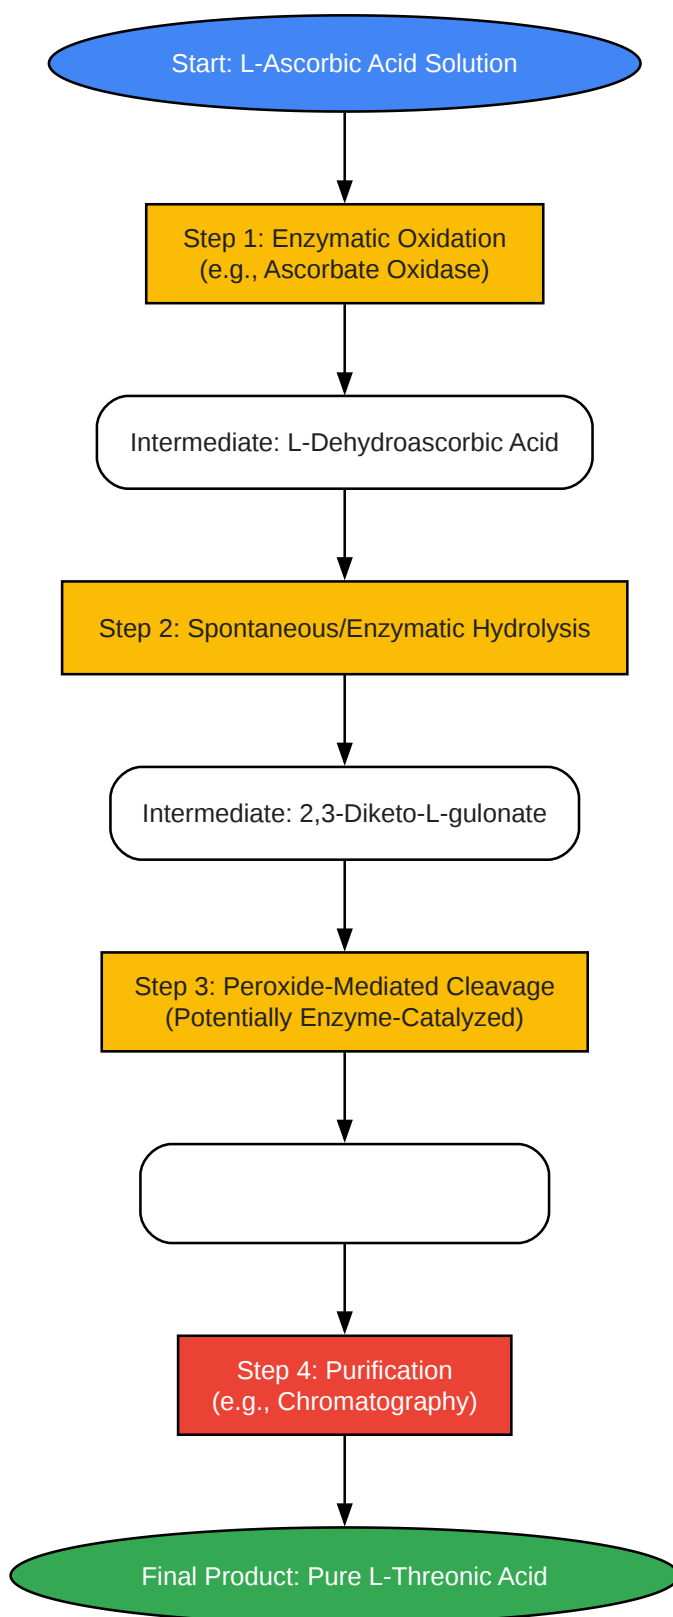 Start: L-Ascorbic Acid Solution
Step 1: Enzymatic Oxidation
(e.g., Ascorbate Oxidase)
Intermediate: L-Dehydroascorbic Acid
Step 2: Spontaneous/Enzymatic Hydrolysis
Intermediate: 2,3-Diketo-L-gulonate
Step 3: Peroxide-Mediated Cleavage
(Potentially Enzyme-Catalyzed)
Step 4: Purification
(e.g., Chromatography)
Final Product: Pure L-Threonic Acid